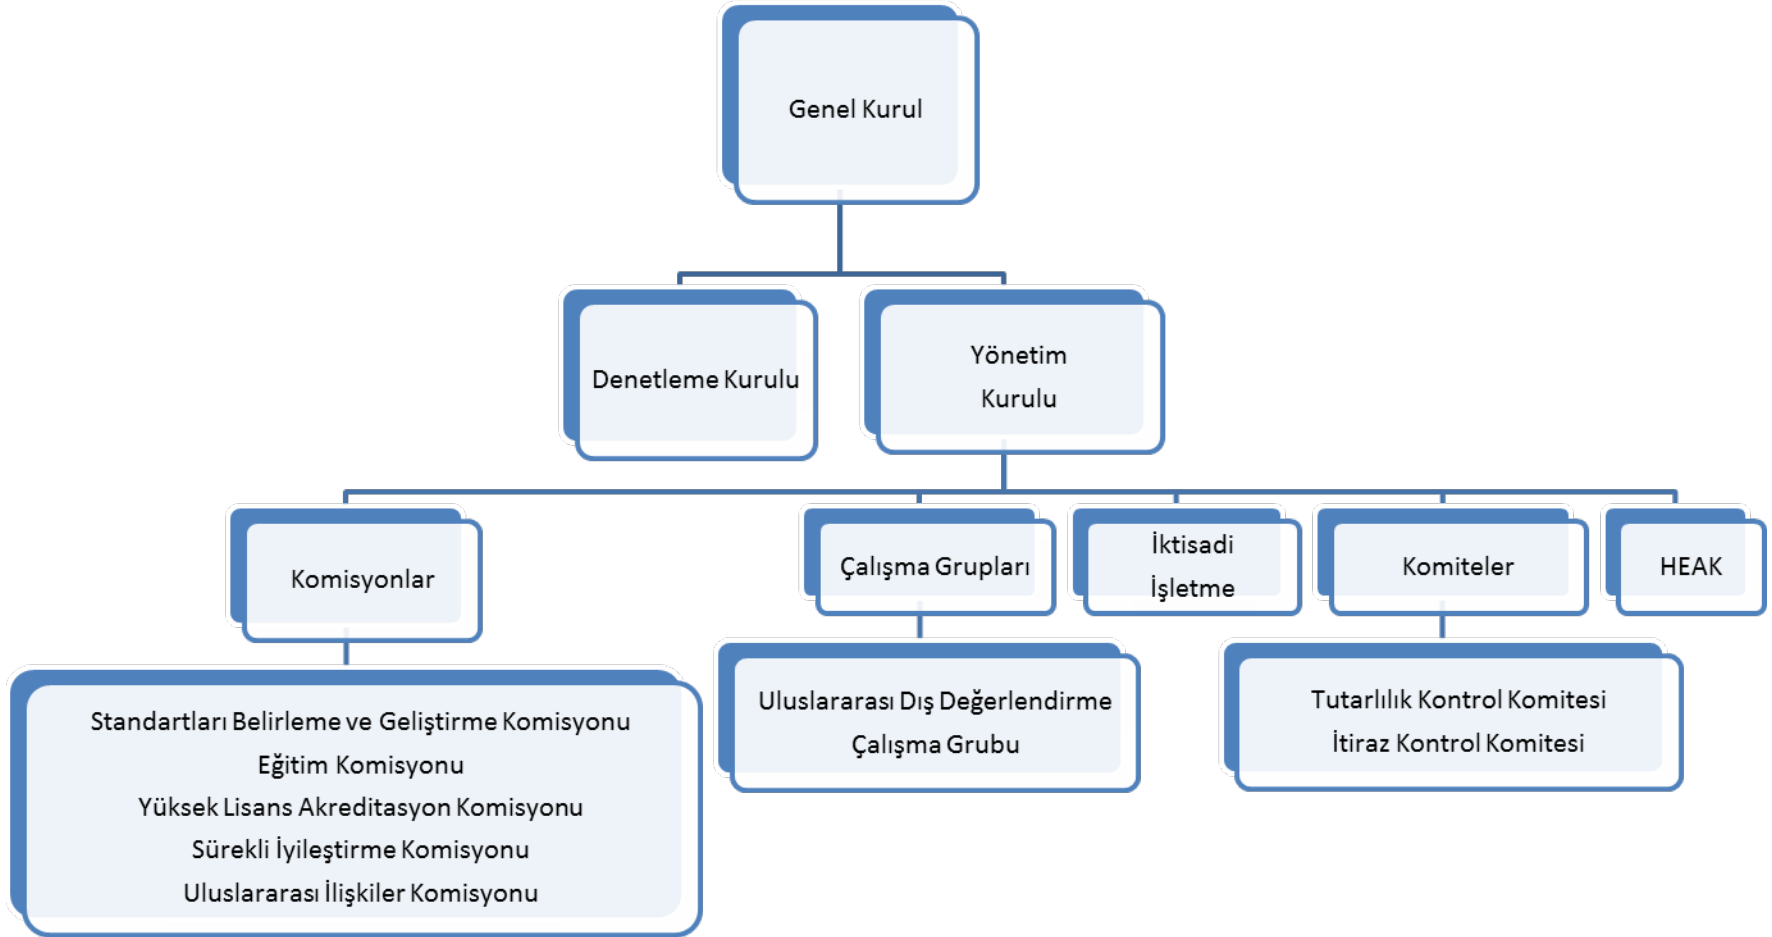 Genel Kurul
Denetleme Kurulu
Yönetim
Kurulu
Komisyonlar
Çalışma Grupları
İktisadi
İşletme
Komiteler
HEAK
Standartları Belirleme ve Geliştirme Komisyonu
Eğitim Komisyonu
Yüksek Lisans Akreditasyon Komisyonu
Sürekli İyileştirme Komisyonu
Uluslararası İlişkiler Komisyonu
Uluslararası Dış Değerlendirme
Çalışma Grubu
Tutarlılık Kontrol Komitesi
İtiraz Kontrol Komitesi